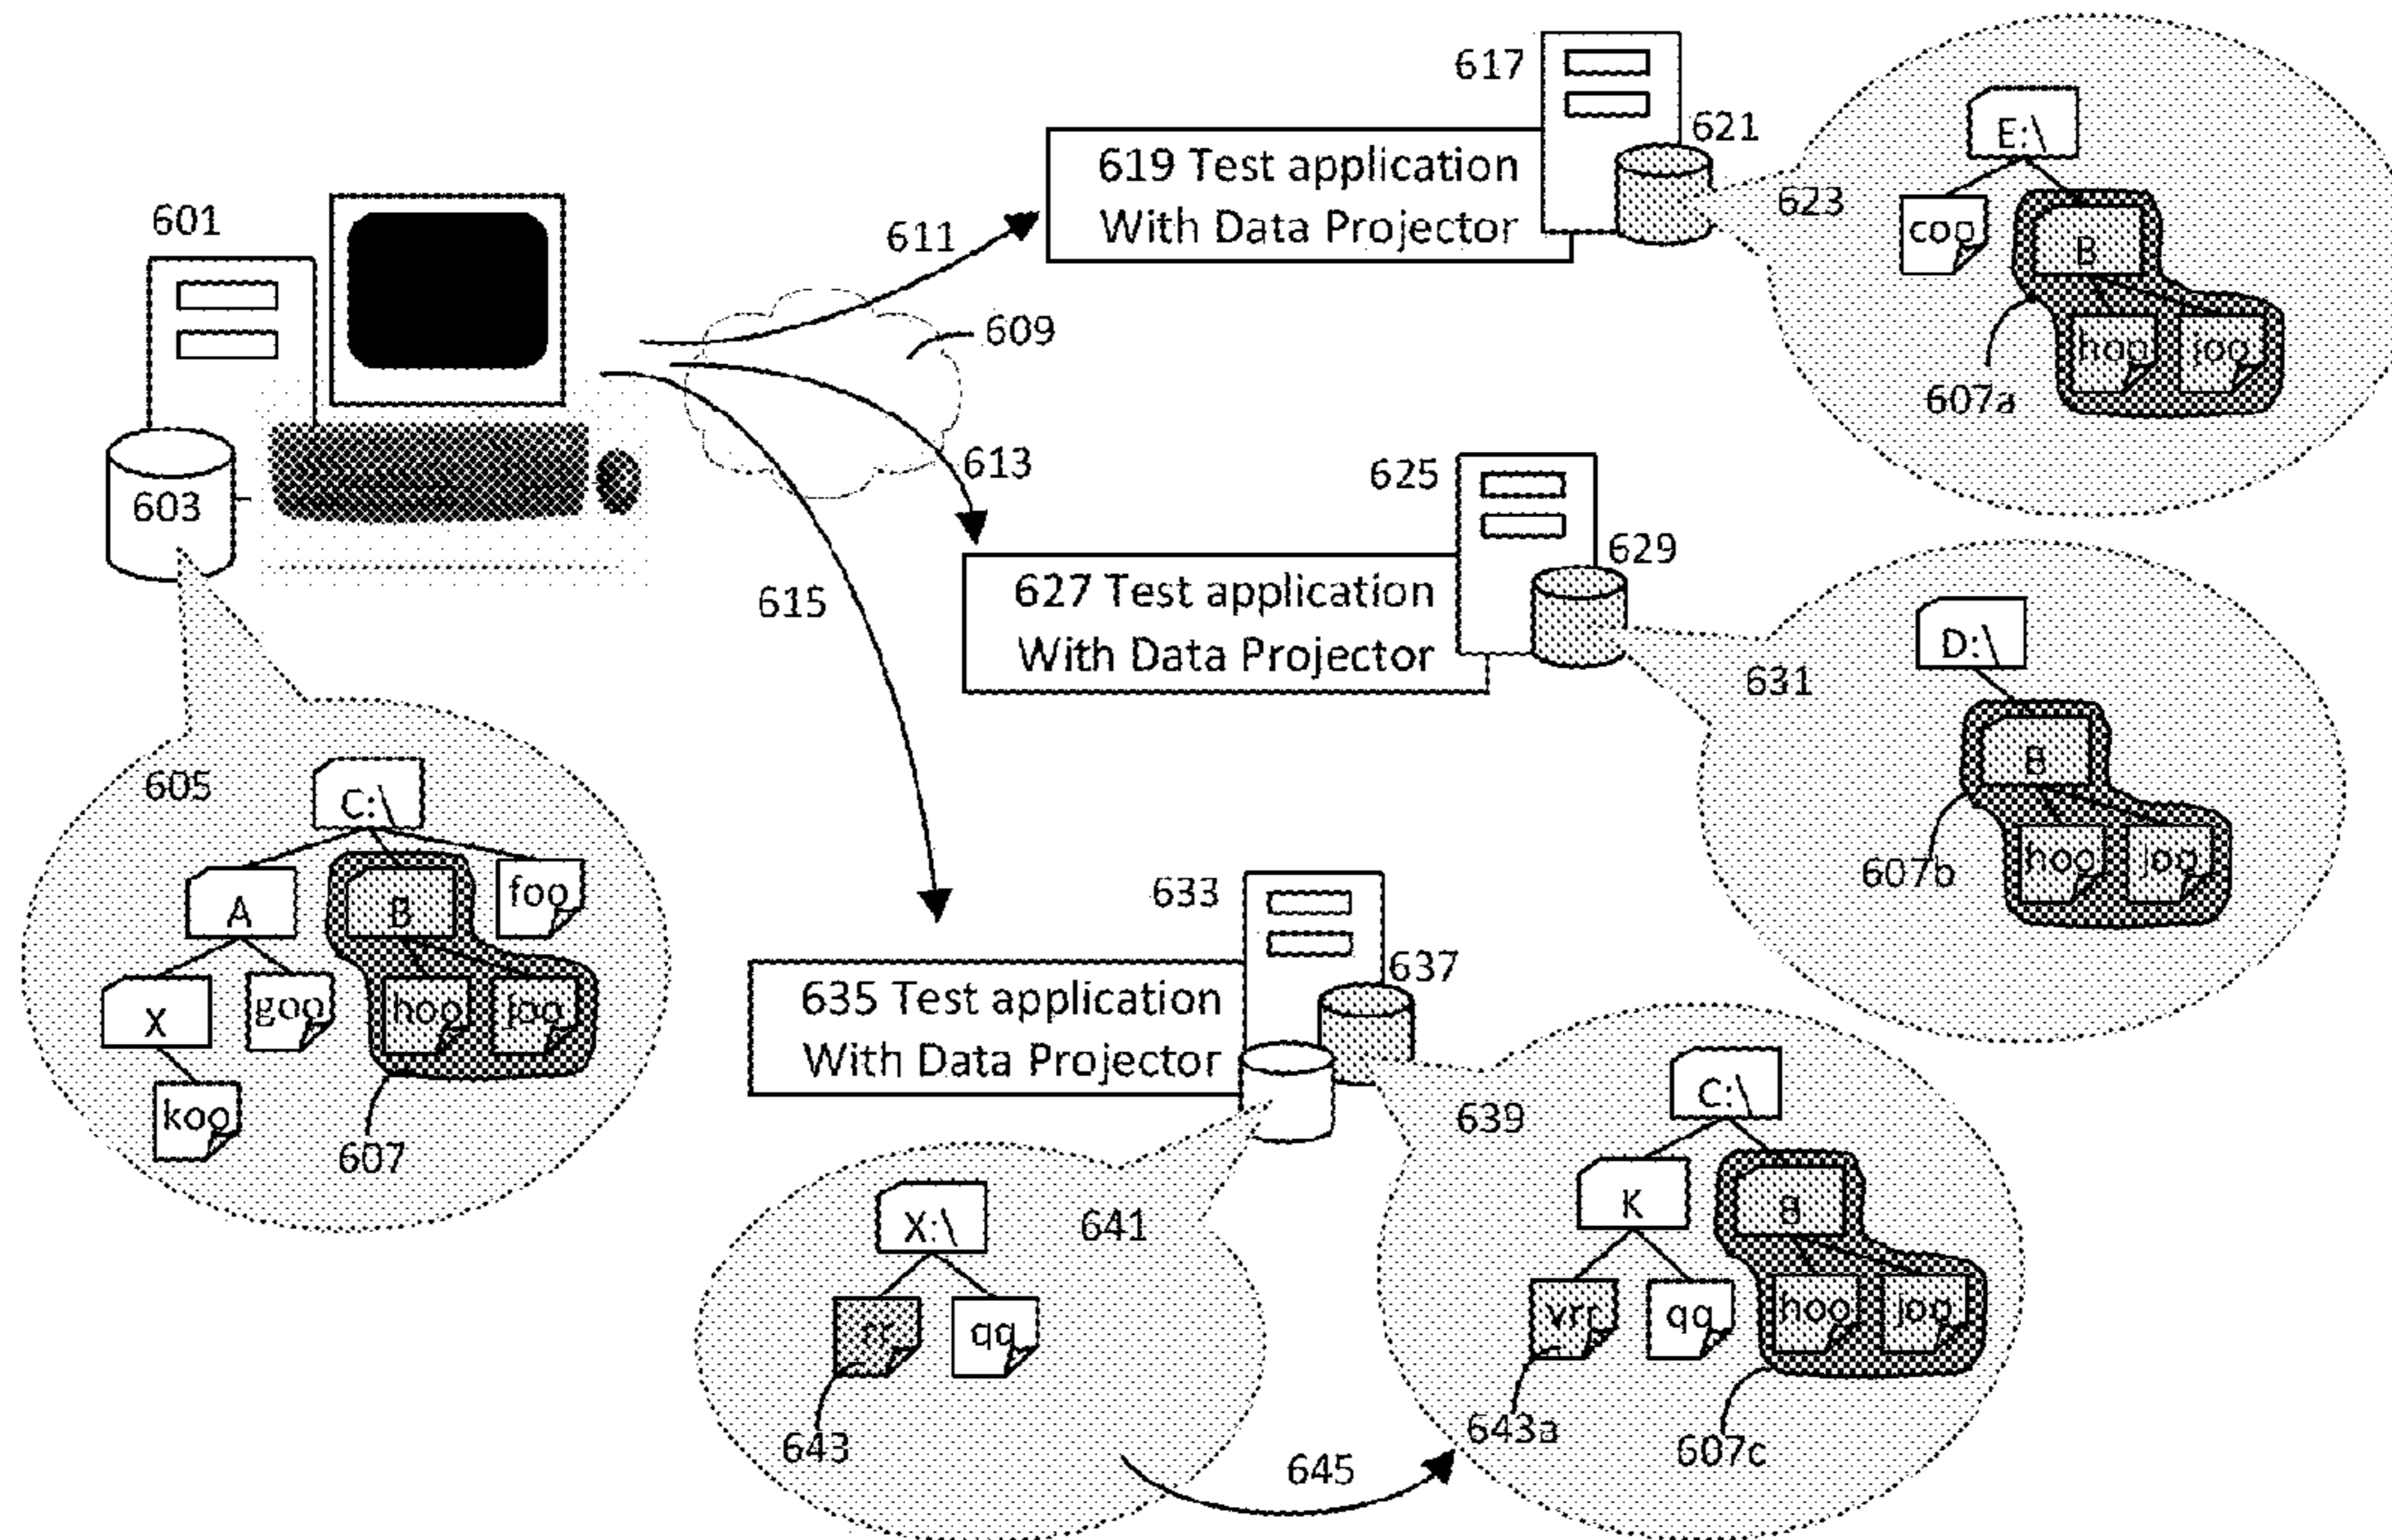 617
621
619 Test application
With Data Projector
E:\
623
coo
B
hoo
joo
607a
601
611
609
603
613
625
629
627 Test application
With Data Projector
615
D:\
631
B
hoo
joo
607b
605
C:\
A
B
foo
X
goo
hoo
joo
koo
607
633
637
635 Test application
With Data Projector
639
C:\
K
B
vrr
qq
hoo
joo
643a
607c
641
X:\
rr
qq
643
645